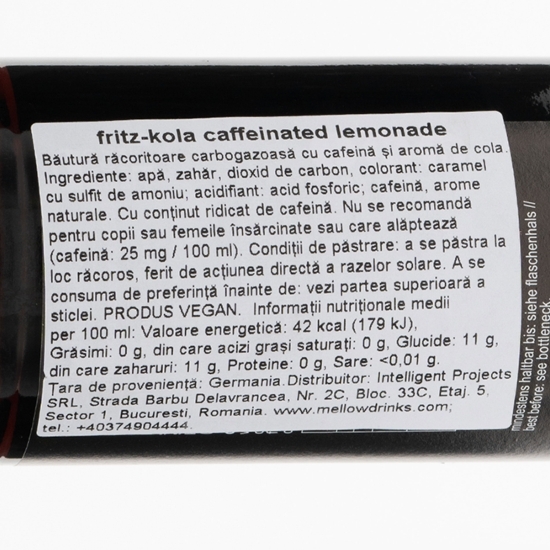 fritz-kola caffeinated lemonade
Băutură răcoritoare carbogazoasă cu cafeină și aromă de cola.
Ingrediente: apă, zahăr, dioxid de carbon, colorant: caramel
cu sulfit de amoniu; acidifiant: acid fosforic; cafeină, arome
naturale. Cu conținut ridicat de cafeină. Nu se recomandă
pentru copii sau femeile însărcinate sau care alăptează
(cafeină: 25 mg / 100 ml). Condiții de păstrare: a se păstra la
loc răcoros, ferit de acțiunea directă a razelor solare. A se
consuma de preferință înainte de: vezi partea superioară a
sticlei. PRODUS VEGAN. Informații nutriționale medii
per 100 ml: Valoare energetică: 42 kcal (179 kJ),
Grăsimi: 0 g, din care acizi grași saturați: 0 g, Glucide: 11 g,
din care zaharuri: 11 g, Proteine: 0 g, Sare: <0,01 g.
Țara de proveniență: Germania.Distribuitor: Intelligent Projects
SRL, Strada Barbu Delavrancea, Nr. 2C, Bloc. 33C, Etaj. 5,
Sector 1, Bucuresti, Romania. www.mellowdrinks.com;
tel.: +40374904444.
mindestens haltbar bis: siehe flaschenhals //
best before: see bottleneck.